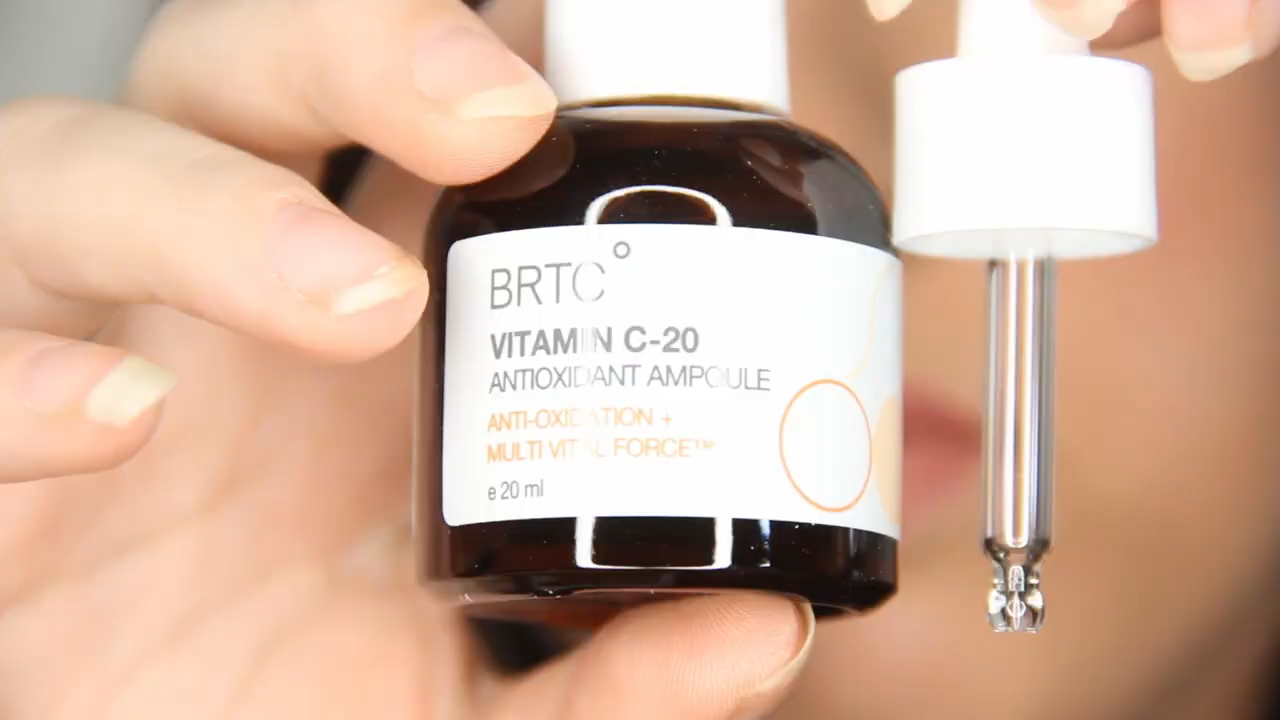 BRTC°
VITAMIN C-20
ANTIOXIDANT AMPOULE
ANTI-OXIDATION +
MULTI VITAL FORCE™
e 20 ml